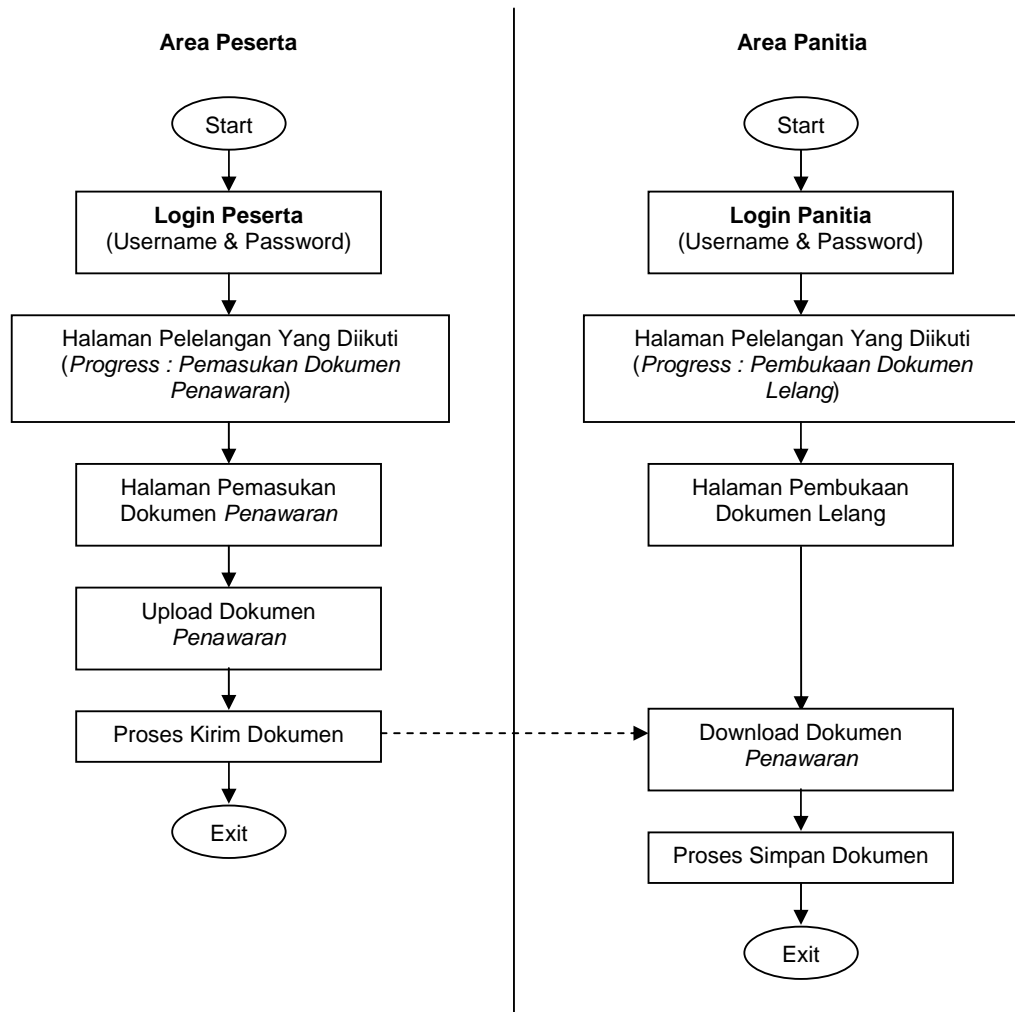 Area Peserta
Start
Login Peserta
(Username & Password)
Halaman Pelelangan Yang Diikuti
(Progress : Pemasukan Dokumen
Penawaran)
Halaman Pemasukan
Dokumen Penawaran
Upload Dokumen
Penawaran
Proses Kirim Dokumen
Exit
Area Panitia
Start
Login Panitia
(Username & Password)
Halaman Pelelangan Yang Diikuti
(Progress : Pembukaan Dokumen
Lelang)
Halaman Pembukaan
Dokumen Lelang
Download Dokumen
Penawaran
Proses Simpan Dokumen
Exit